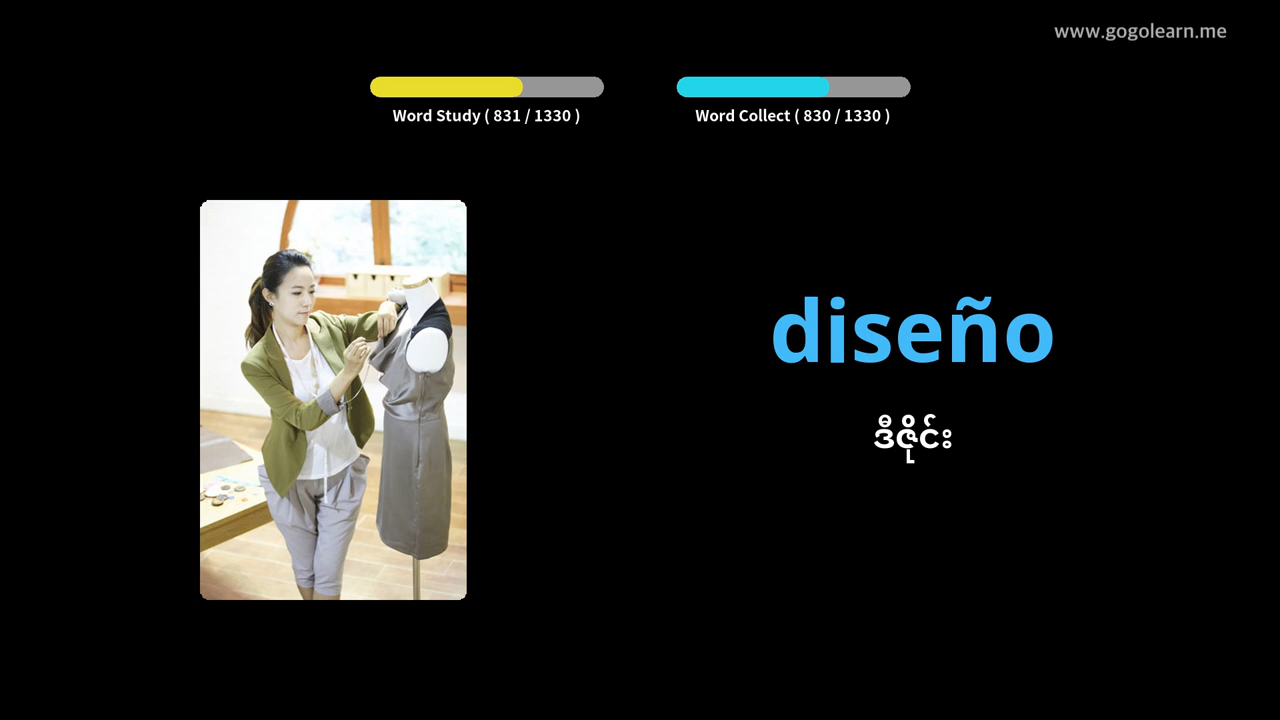 www.gogolearn.me
Word Study ( 831 / 1330 )
Word Collect ( 830 / 1330 )
diseño
ဒီဇိုင်း